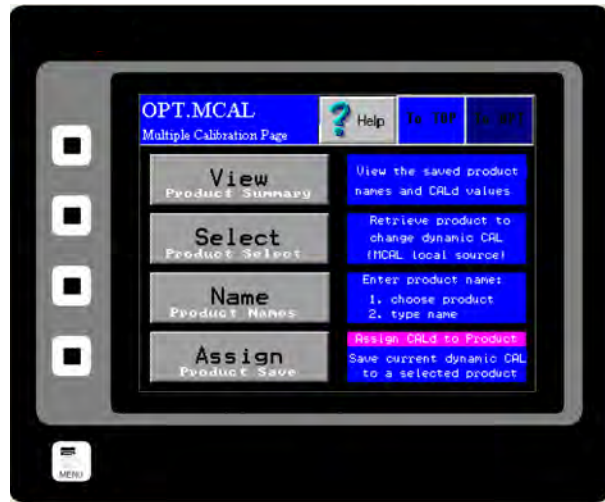 OPT.MCAL
Multiple Calibration Page
? Help
To TOP
To OPT
View
Product Summary
View the saved product
names and CALd values
Select
Product Select
Retrieve product to
change dynamic CAL
(MCAL local source)
Name
Product Names
Enter product name:
1. choose product
2. type name
Assign
Product Save
Assign CALd to Product
Save current dynamic CAL
to a selected product
MENU